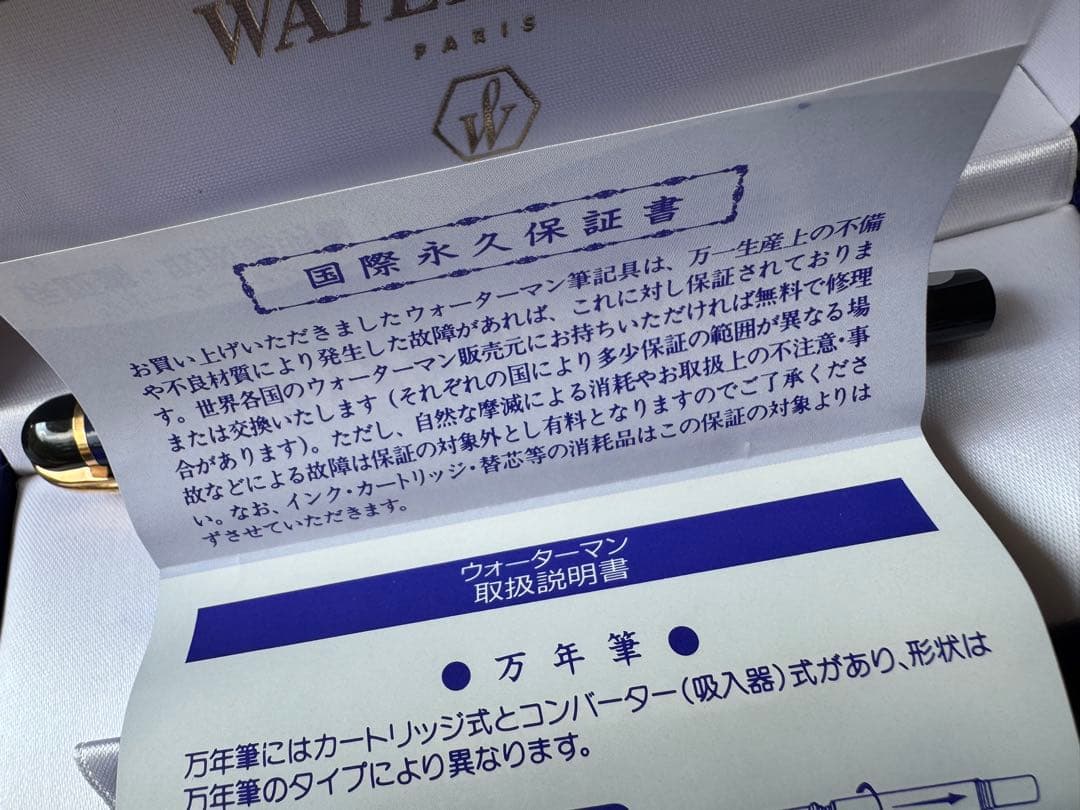 PARIS
国際永久保証書
お買い上げいただきましたウォーターマン筆記具は、万一生産上の不備
や不良材質により発生した故障があれば、これに対し保証されておりま
す。世界各国のウォーターマン販売元にお持ちいただければ無料で修理
または交換いたします（それぞれの国により多少保証の範囲が異なる場
合があります）。ただし、自然な摩滅による消耗やお取扱上の不注意・事
故などによる故障は保証の対象外とし有料となりますのでご了承くださ
い。なお、インク・カートリッジ・替芯等の消耗品はこの保証の対象よりは
ずさせていただきます。
ウォーターマン
取扱説明書
● 万年筆 ●
万年筆にはカートリッジ式とコンバーター（吸入器）式があり、形状は
万年筆のタイプにより異なります。